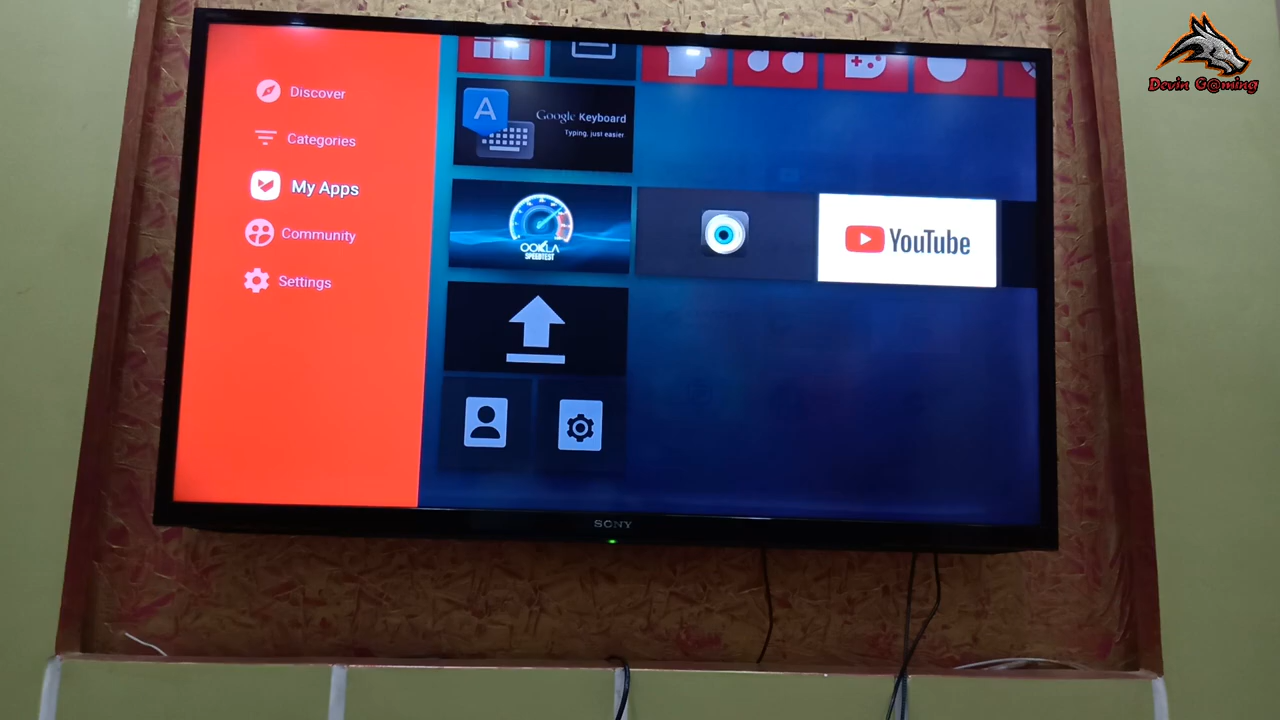 Devin G@ming
Discover
Categories
My Apps
Community
Settings
A
Google Keyboard
Typing, just easier.
OOKLA
SPEEDTEST
YouTube
SONY